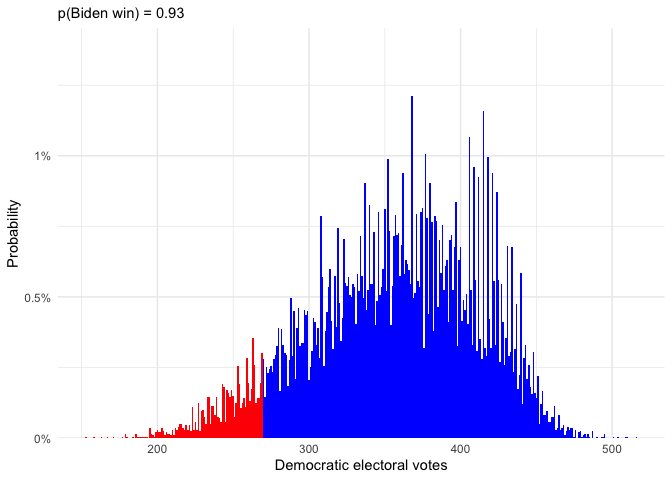 p(Biden win) = 0.93
Probability
1%
0.5%
0%
200 300 400 500
Democratic electoral votes